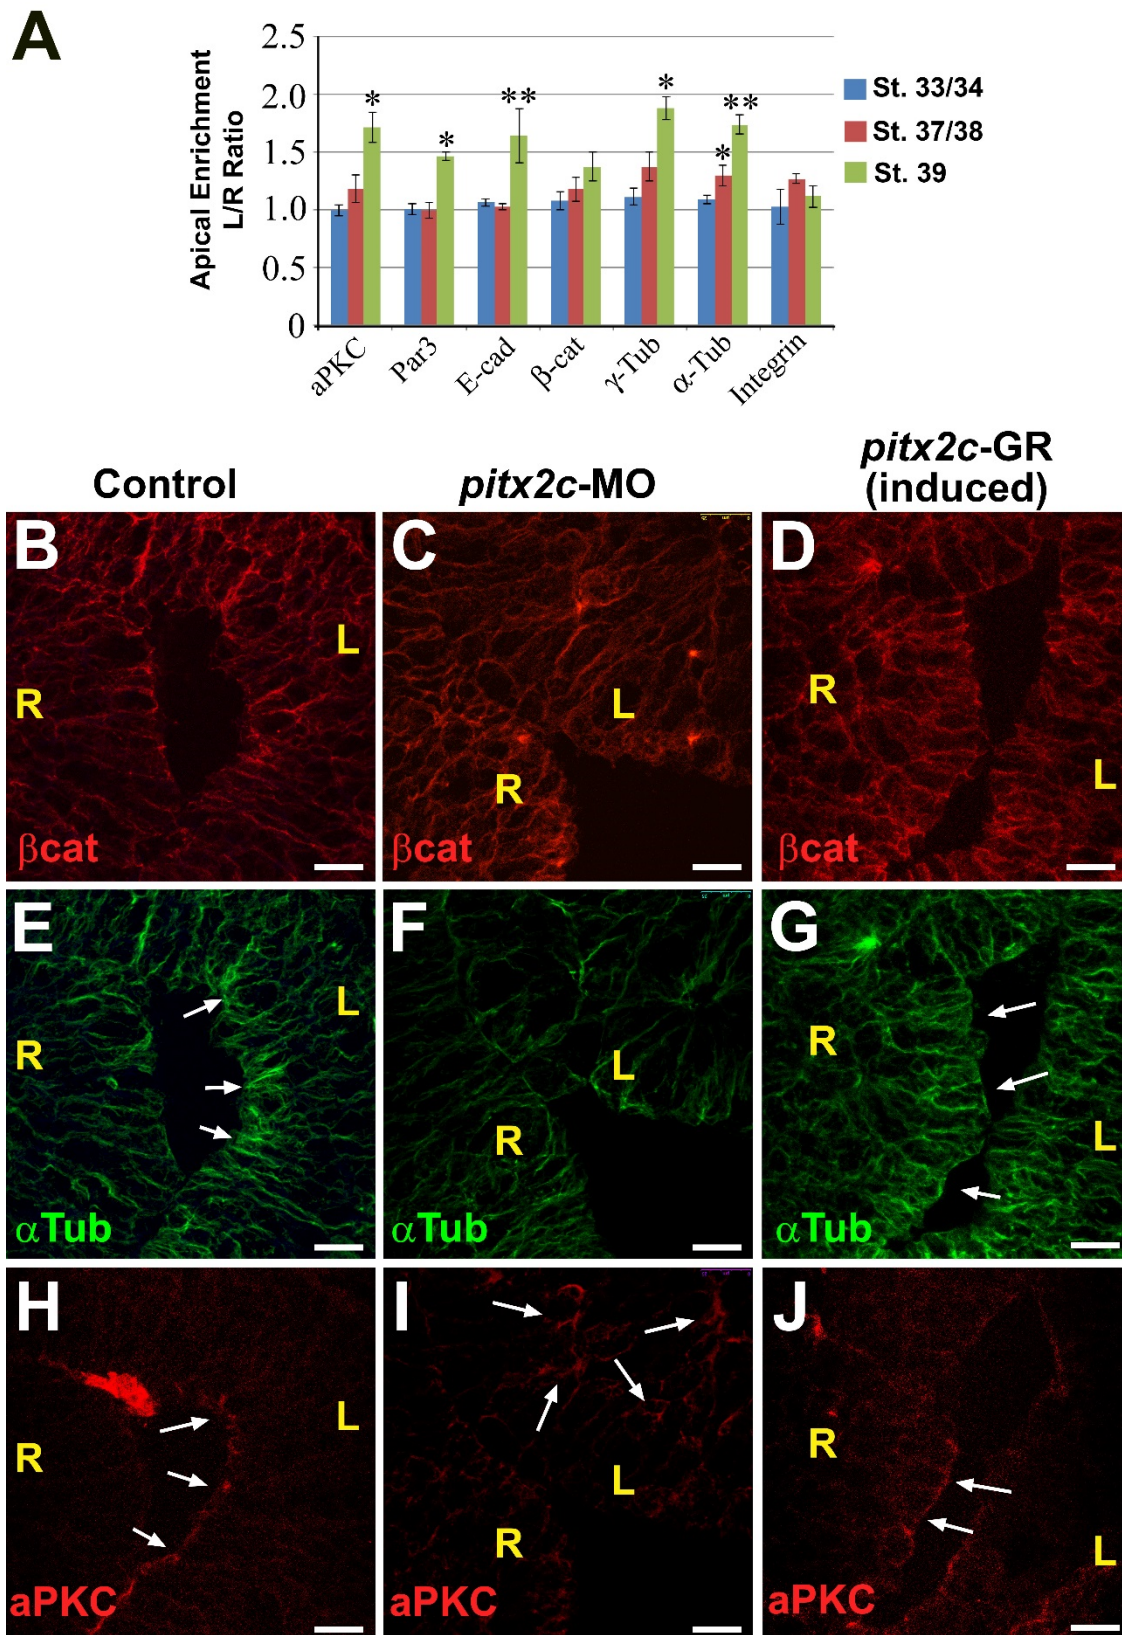 A
Apical Enrichment
L/R Ratio
2.5
2.0
1.5
1.0
0.5
0
* * ** * * **
St. 33/34
St. 37/38
St. 39
aPKC Par3 E-cad β-cat γ-Tub α-Tub Integrin
Control
pitx2c-MO
pitx2c-GR
(induced)
B
R
L
βcat
C
L
R
βcat
D
R
L
βcat
E
R
L
αTub
F
L
R
αTub
G
R
L
αTub
H
R
L
aPKC
I
L
R
aPKC
J
R
L
aPKC